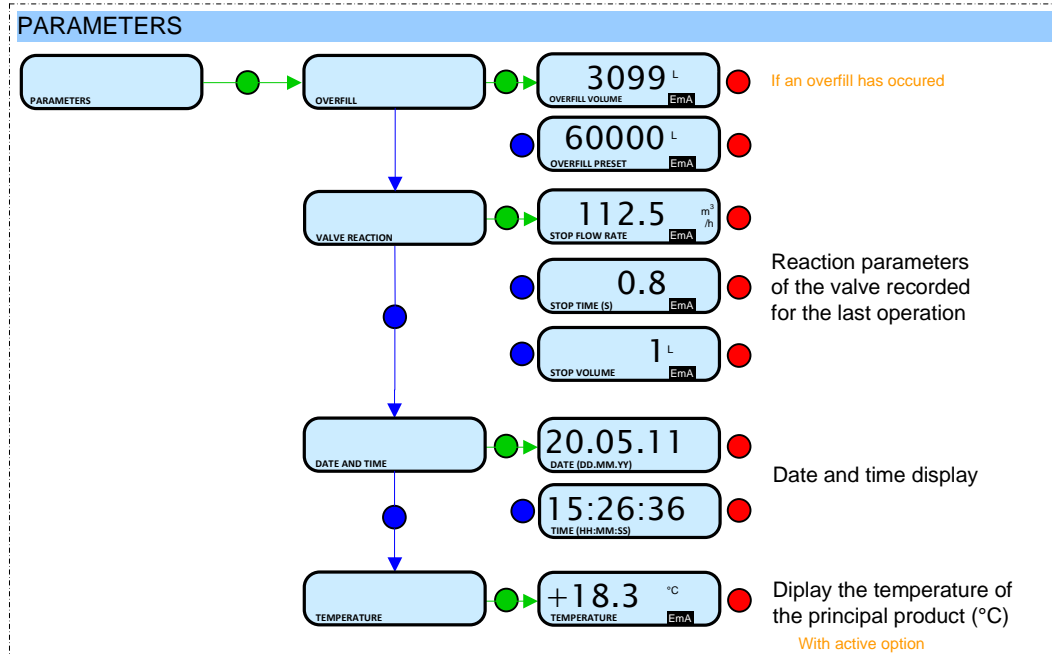 PARAMETERS
PARAMETERS
OVERFILL
3099 L
OVERFILL VOLUME EmA
If an overfill has occured
60000 L
OVERFILL PRESET EmA
VALVE REACTION
112.5 m³/h
STOP FLOW RATE EmA
0.8
STOP TIME (S) EmA
1 L
STOP VOLUME EmA
Reaction parameters
of the valve recorded
for the last operation
DATE AND TIME
20.05.11
DATE (DD.MM.YY)
15:26:36
TIME (HH:MM:SS)
Date and time display
TEMPERATURE
+18.3 °C
TEMPERATURE EmA
Diplay the temperature of
the principal product (°C)
With active option